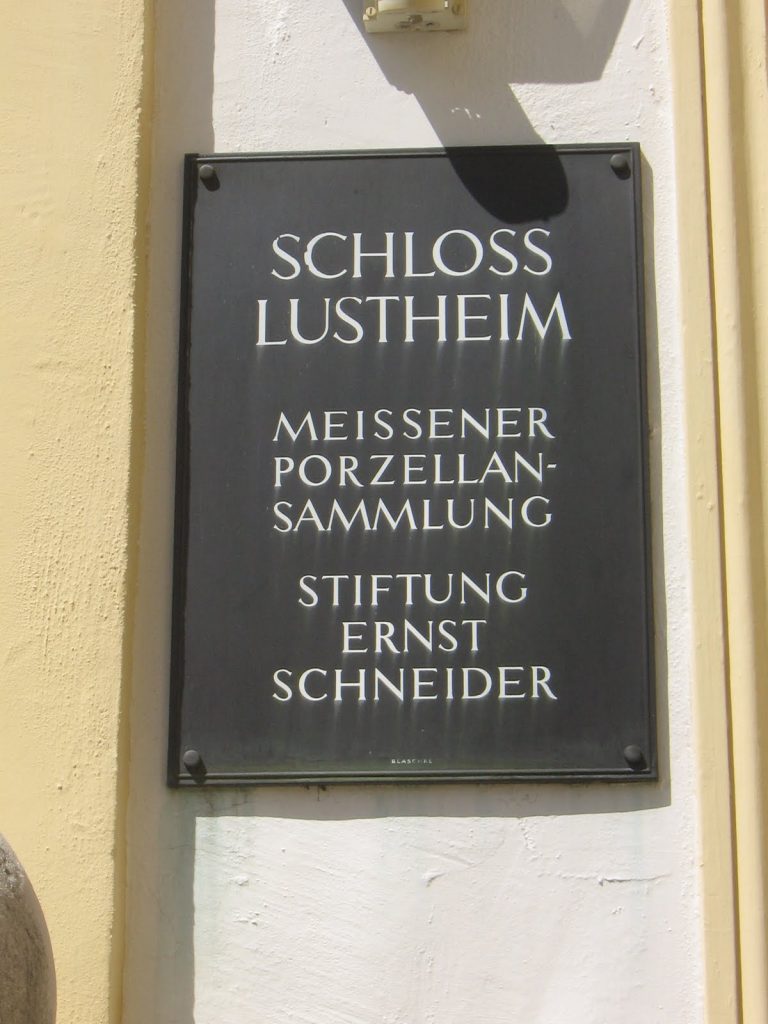 SCHLOSS
LUSTHEIM
MEISSENER
PORZELLAN-
SAMMLUNG
STIFTUNG
ERNST
SCHNEIDER